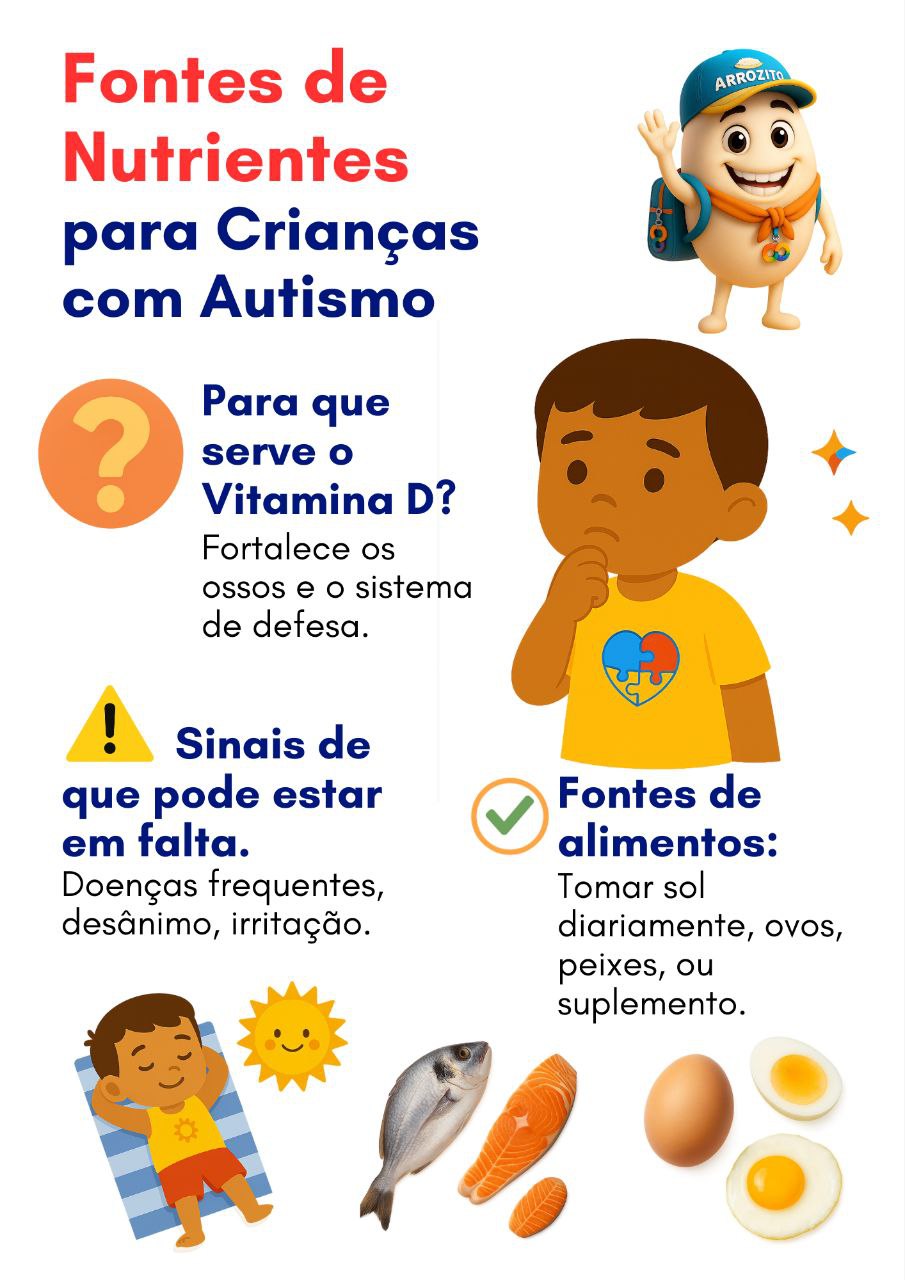 Fontes de
Nutrientes
para Crianças
com Autismo
ARROZITO
Para que
serve o
Vitamina D?
Fortalece os
ossos e o sistema
de defesa.
Sinais de
que pode estar
em falta.
Doenças frequentes,
desânimo, irritação.
Fontes de
alimentos:
Tomar sol
diariamente, ovos,
peixes, ou
suplemento.